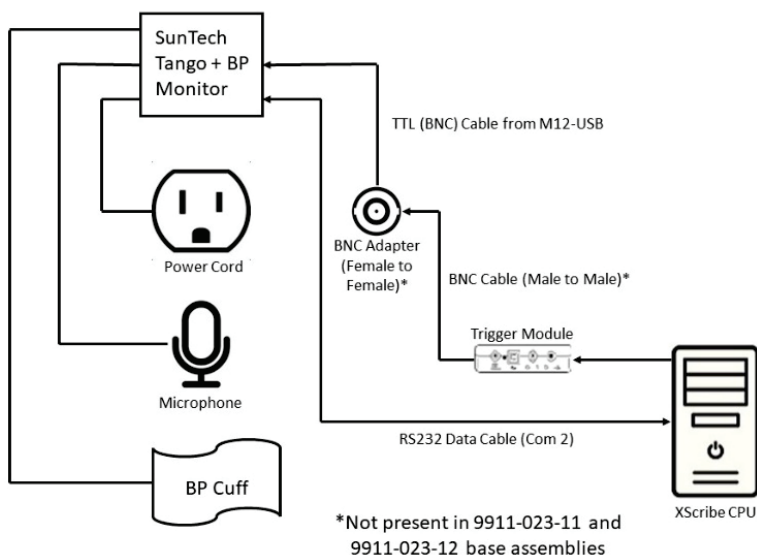 SunTech
Tango + BP
Monitor
TTL (BNC) Cable from M12-USB
Power Cord
BNC Adapter
(Female to
Female)*
BNC Cable (Male to Male)*
Trigger Module
Microphone
RS232 Data Cable (Com 2)
BP Cuff
XScribe CPU
*Not present in 9911-023-11 and
9911-023-12 base assemblies